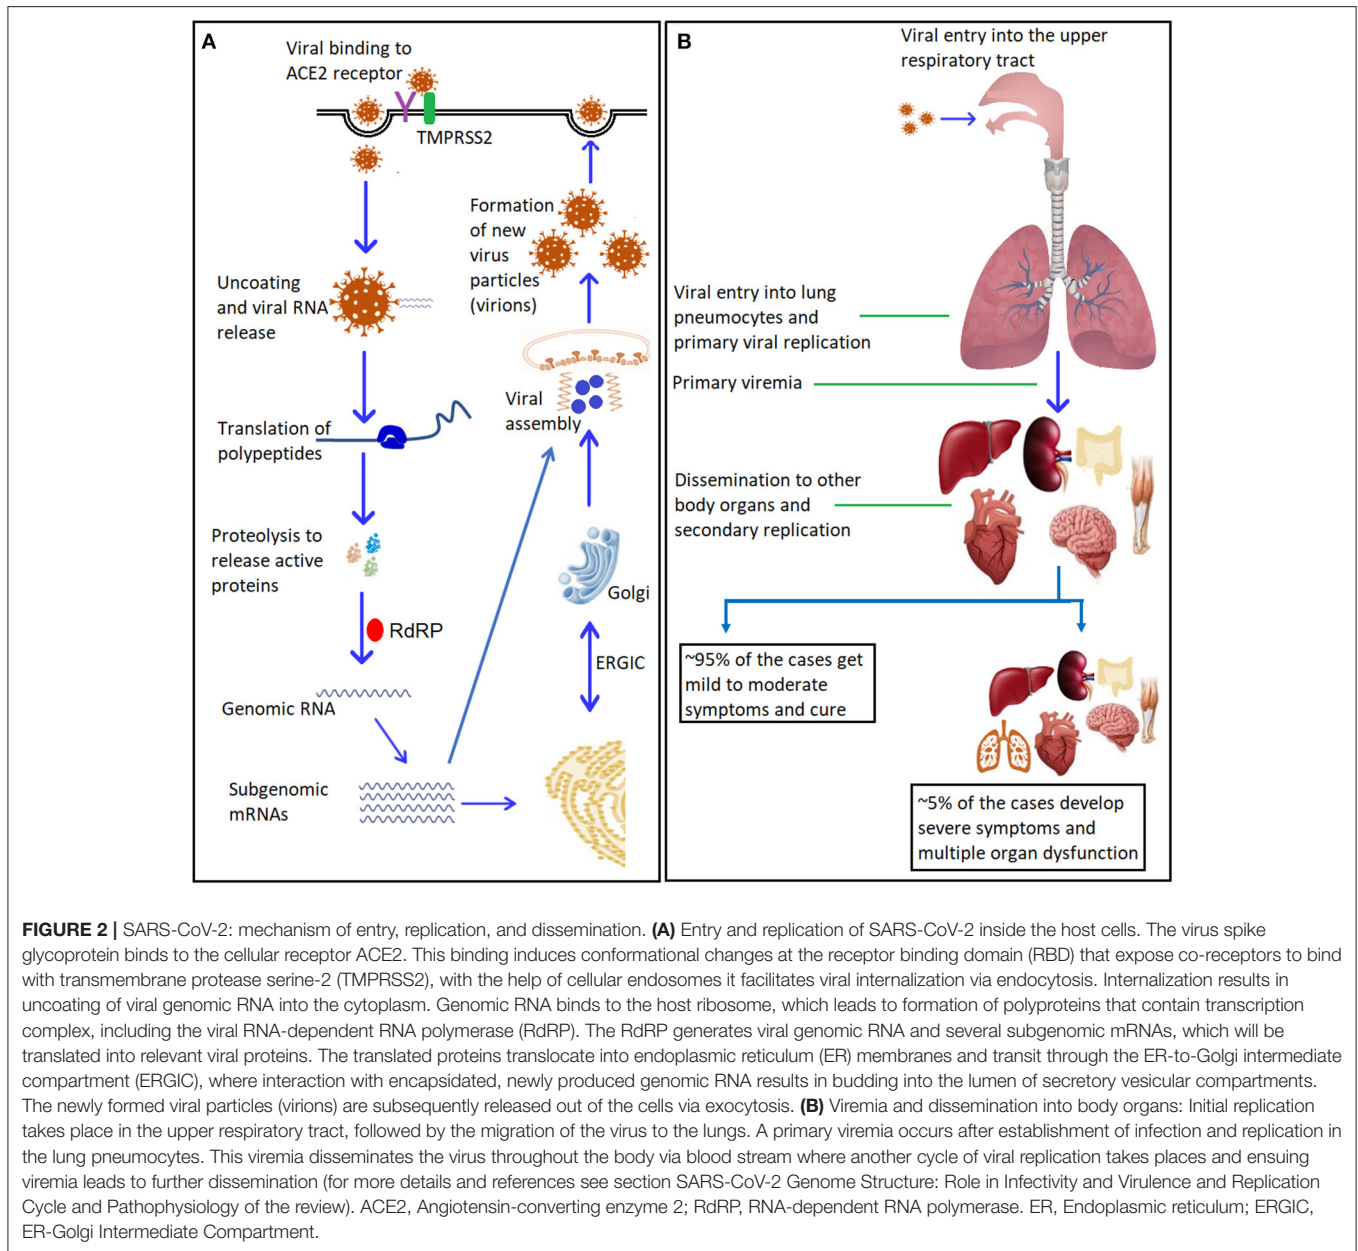 A
Viral binding to
ACE2 receptor
TMPRSS2
Uncoating
and viral RNA
release
Translation of
polypeptides
Proteolysis to
release active
proteins
RdRP
Genomic RNA
Subgenomic
mRNAs
Formation
of new
virus
particles
(virions)
Viral
assembly
Golgi
ERGIC
B
Viral entry into the upper
respiratory tract
Viral entry into lung
pneumocytes and
primary viral replication
Primary viremia
Dissemination to other
body organs and
secondary replication
~95% of the cases get
mild to moderate
symptoms and cure
~5% of the cases develop
severe symptoms and
multiple organ dysfunction
FIGURE 2 | SARS-CoV-2: mechanism of entry, replication, and dissemination. (A) Entry and replication of SARS-CoV-2 inside the host cells. The virus spike
glycoprotein binds to the cellular receptor ACE2. This binding induces conformational changes at the receptor binding domain (RBD) that expose co-receptors to bind
with transmembrane protease serine-2 (TMPRSS2), with the help of cellular endosomes it facilitates viral internalization via endocytosis. Internalization results in
uncoating of viral genomic RNA into the cytoplasm. Genomic RNA binds to the host ribosome, which leads to formation of polyproteins that contain transcription
complex, including the viral RNA-dependent RNA polymerase (RdRP). The RdRP generates viral genomic RNA and several subgenomic mRNAs, which will be
translated into relevant viral proteins. The translated proteins translocate into endoplasmic reticulum (ER) membranes and transit through the ER-to-Golgi intermediate
compartment (ERGIC), where interaction with encapsidated, newly produced genomic RNA results in budding into the lumen of secretory vesicular compartments.
The newly formed viral particles (virions) are subsequently released out of the cells via exocytosis. (B) Viremia and dissemination into body organs: Initial replication
takes place in the upper respiratory tract, followed by the migration of the virus to the lungs. A primary viremia occurs after establishment of infection and replication in
the lung pneumocytes. This viremia disseminates the virus throughout the body via blood stream where another cycle of viral replication takes places and ensuing
viremia leads to further dissemination (for more details and references see section SARS-CoV-2 Genome Structure: Role in Infectivity and Virulence and Replication
Cycle and Pathophysiology of the review). ACE2, Angiotensin-converting enzyme 2; RdRP, RNA-dependent RNA polymerase. ER, Endoplasmic reticulum; ERGIC,
ER-Golgi Intermediate Compartment.